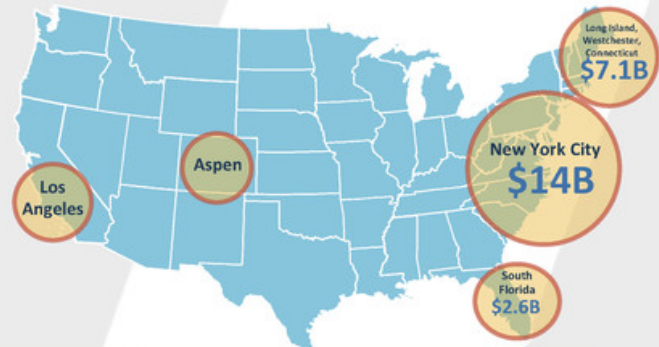 Long Island,
Westchester,
Connecticut
$7.1B
New York City
$14B
Aspen
Los
Angeles
South
Florida
$2.6B